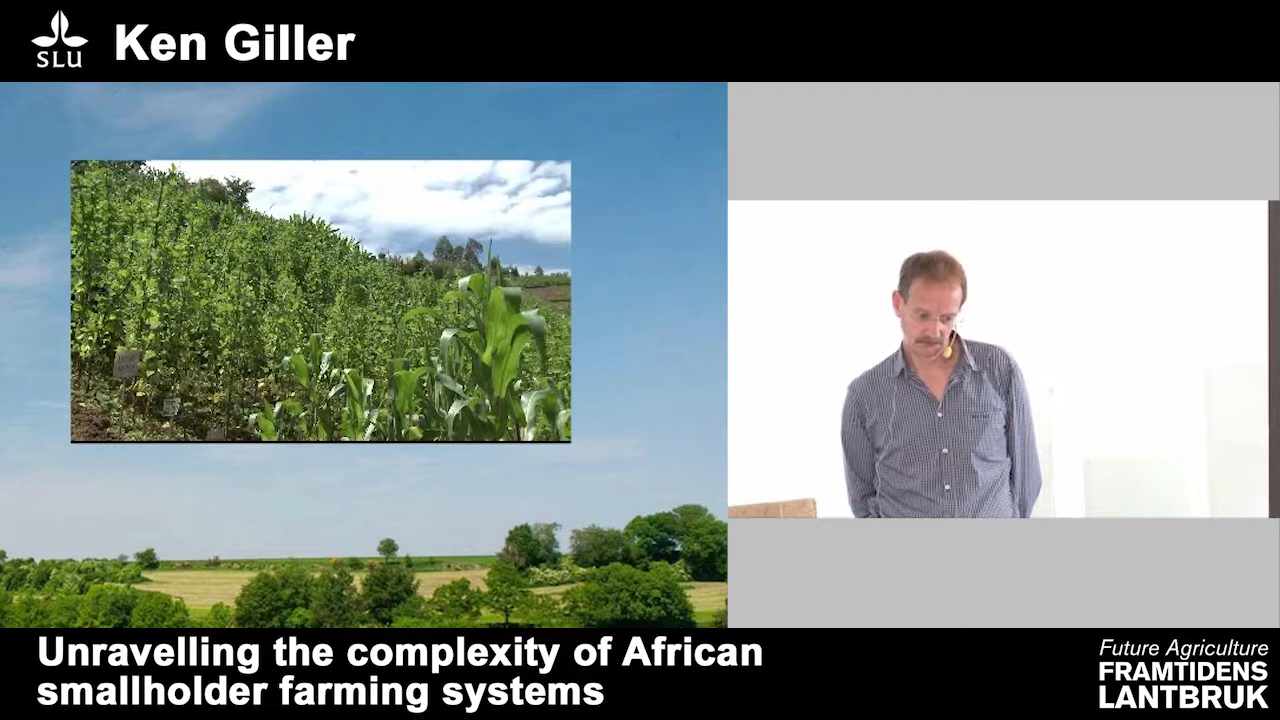 SLU
Ken Giller
Unravelling the complexity of African
smallholder farming systems
Future Agriculture
FRAMTIDENS
LANTBRUK